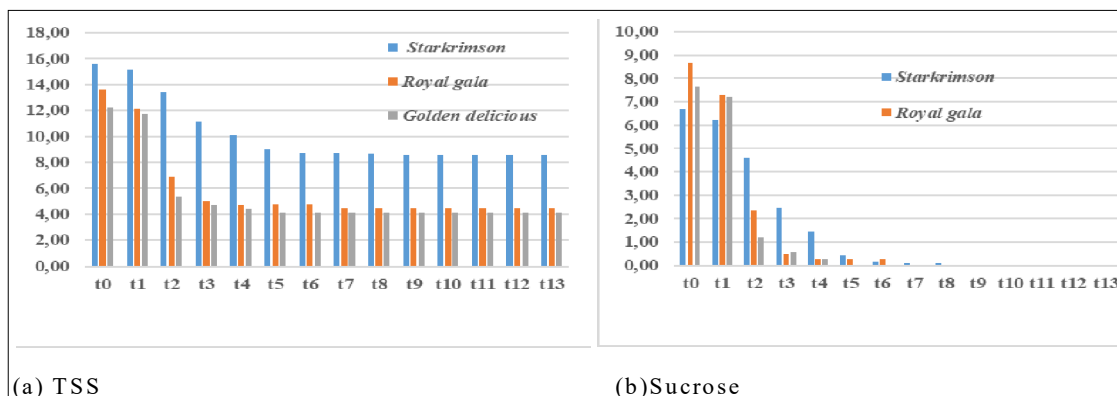 18,00
16,00
14,00
12,00
10,00
8,00
6,00
4,00
2,00
0,00
Starkrimson
Royal gala
Golden delicious
t0 t1 t2 t3 t4 t5 t6 t7 t8 t9 t10 t11 t12 t13
10,00
9,00
8,00
7,00
6,00
5,00
4,00
3,00
2,00
1,00
0,00
Starkrimson
Royal gala
t0 t1 t2 t3 t4 t5 t6 t7 t8 t9 t10 t11 t12 t13
(a) TSS
(b)Sucrose